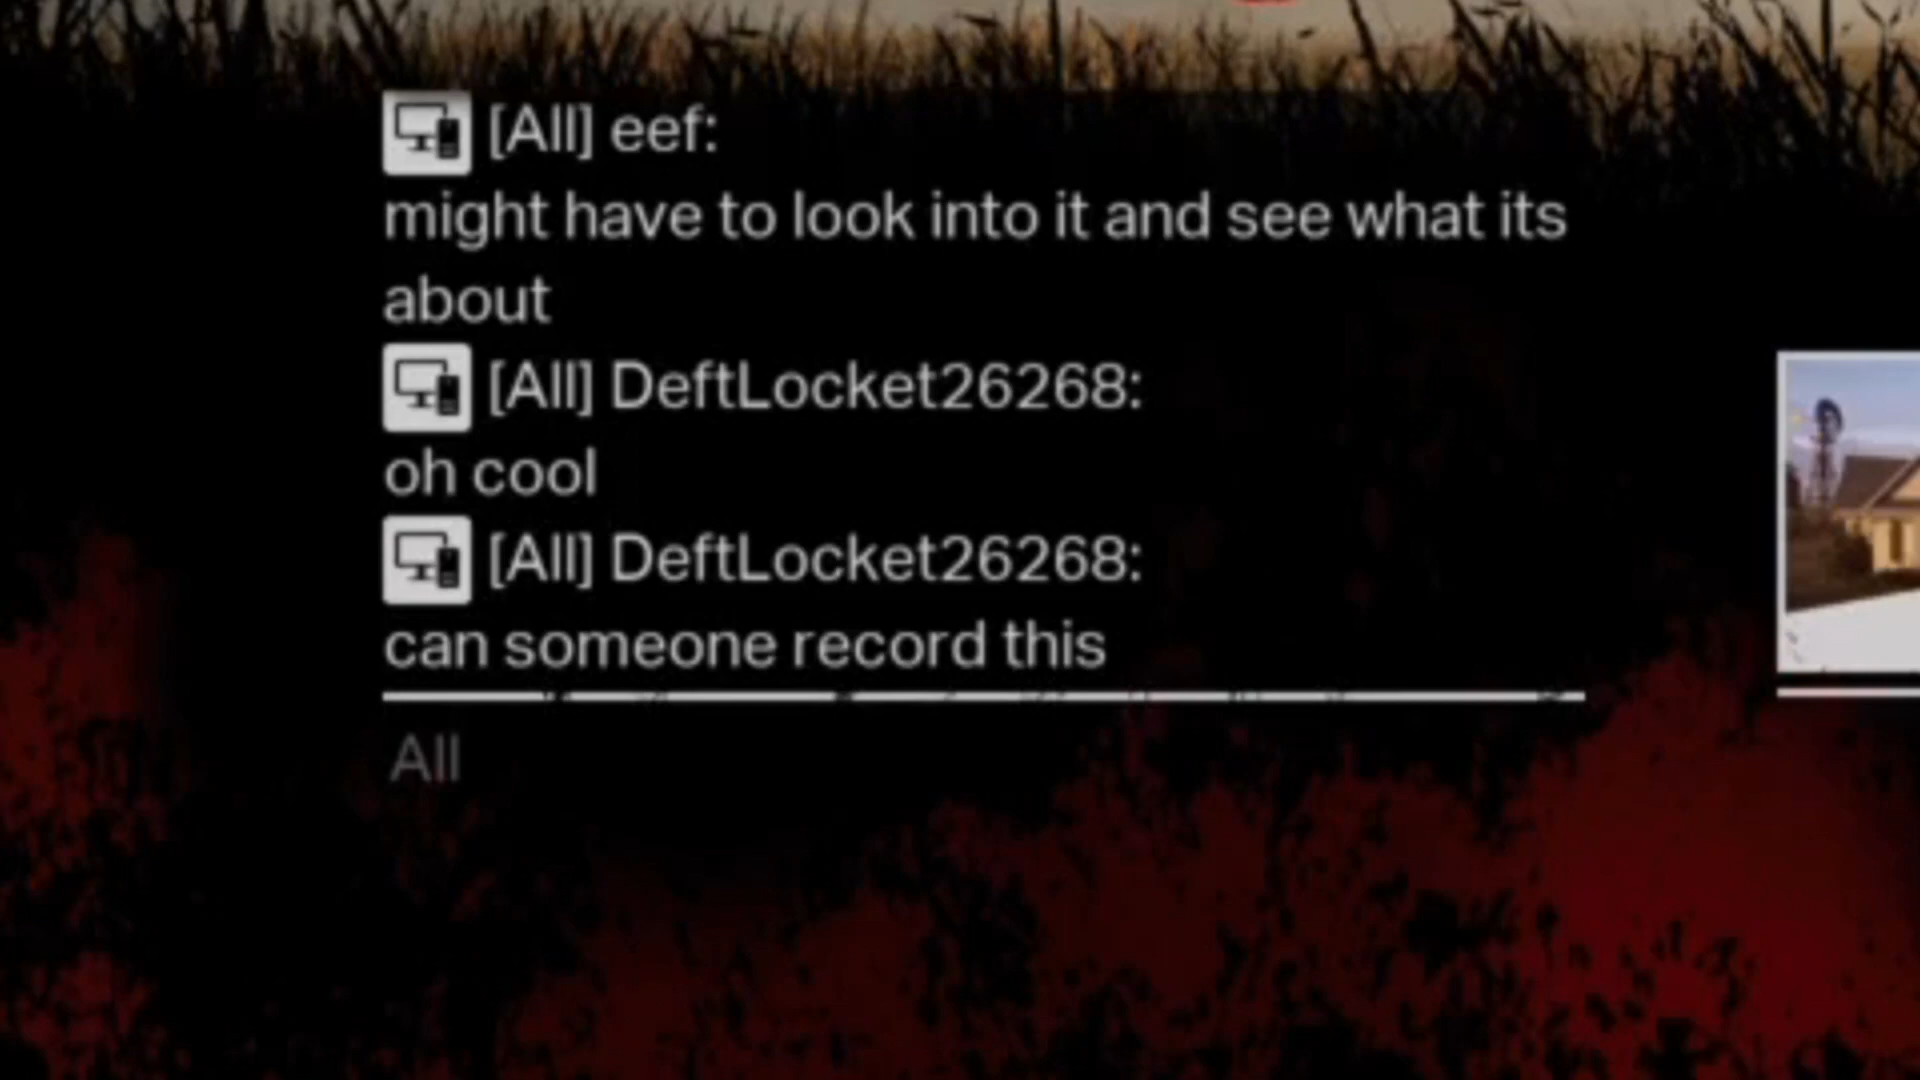 [All] eef:
might have to look into it and see what its
about
[All] DeftLocket26268:
oh cool
[All] DeftLocket26268:
can someone record this
All